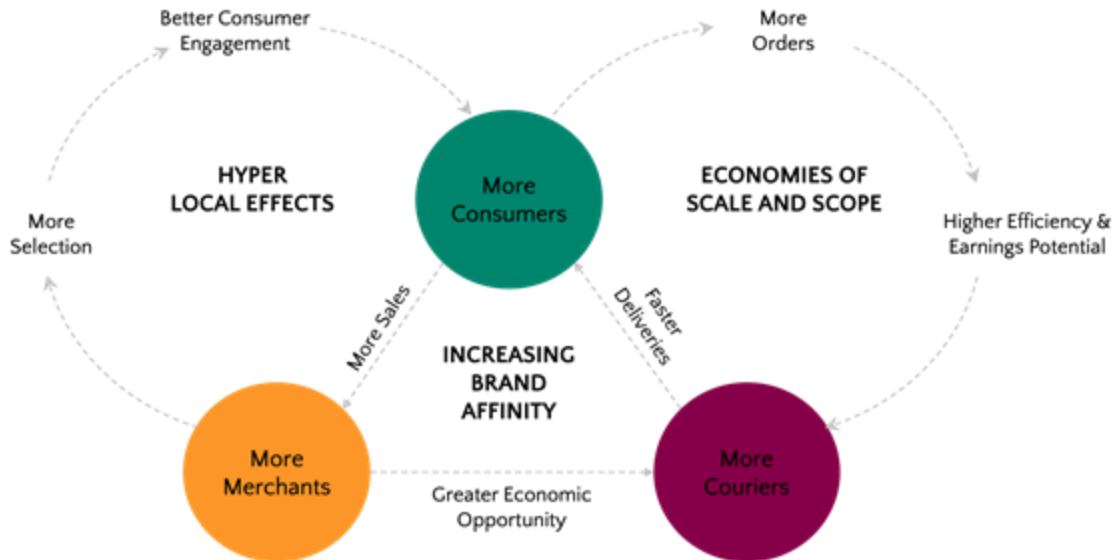 Better Consumer
Engagement
More
Orders
HYPER
LOCAL EFFECTS
More
Consumers
ECONOMIES OF
SCALE AND SCOPE
More
Selection
Higher Efficiency &
Earnings Potential
More Sales
Faster
Deliveries
INCREASING
BRAND
AFFINITY
More
Merchants
Greater Economic
Opportunity
More
Couriers